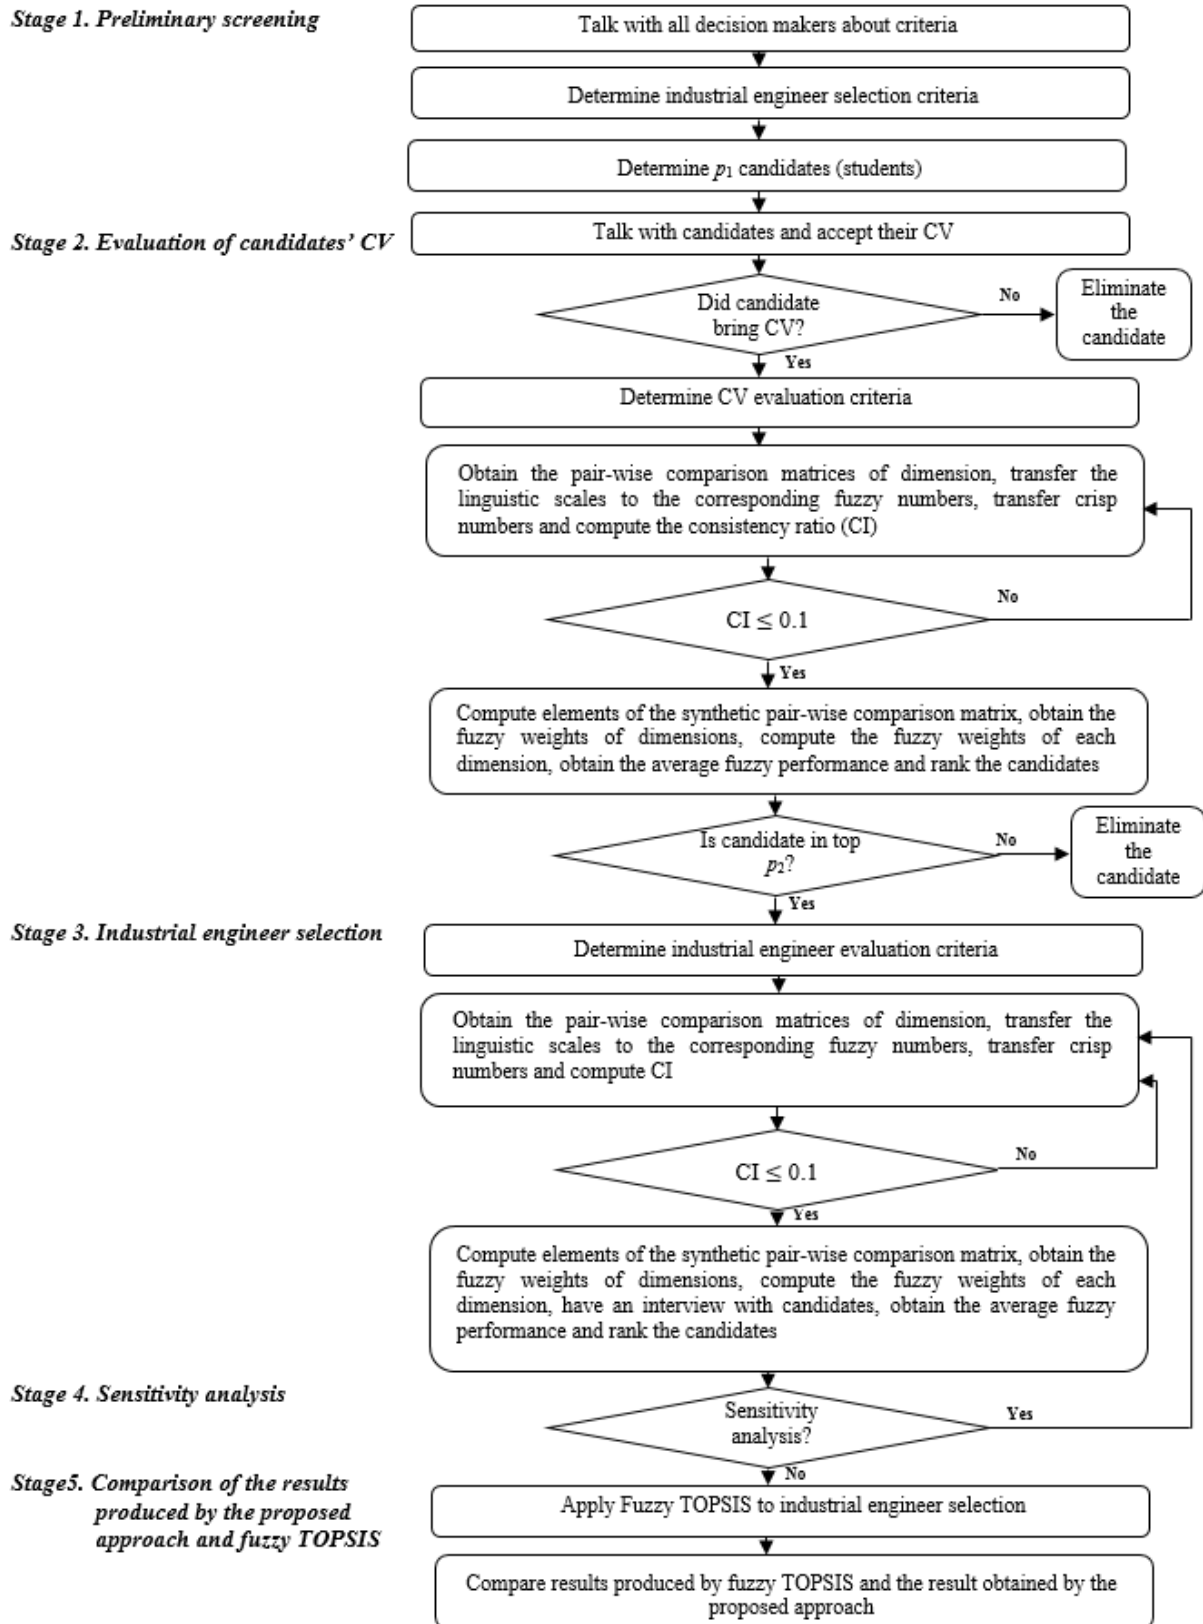 Stage 1. Preliminary screening
Talk with all decision makers about criteria
Determine industrial engineer selection criteria
Determine p1 candidates (students)
Stage 2. Evaluation of candidates' CV
Talk with candidates and accept their CV
Did candidate
bring CV?
No
Eliminate
the
candidate
Yes
Determine CV evaluation criteria
Obtain the pair-wise comparison matrices of dimension, transfer the
linguistic scales to the corresponding fuzzy numbers, transfer crisp
numbers and compute the consistency ratio (CI)
CI ≤ 0.1
No
Yes
Compute elements of the synthetic pair-wise comparison matrix, obtain the
fuzzy weights of dimensions, compute the fuzzy weights of each
dimension, obtain the average fuzzy performance and rank the candidates
Is candidate in top
p2?
No
Eliminate
the
candidate
Yes
Stage 3. Industrial engineer selection
Determine industrial engineer evaluation criteria
Obtain the pair-wise comparison matrices of dimension, transfer the
linguistic scales to the corresponding fuzzy numbers, transfer crisp
numbers and compute CI
CI ≤ 0.1
No
Yes
Compute elements of the synthetic pair-wise comparison matrix, obtain the
fuzzy weights of dimensions, compute the fuzzy weights of each
dimension, have an interview with candidates, obtain the average fuzzy
performance and rank the candidates
Stage 4. Sensitivity analysis
Sensitivity
analysis?
Yes
No
Stage5. Comparison of the results
produced by the proposed
approach and fuzzy TOPSIS
Apply Fuzzy TOPSIS to industrial engineer selection
Compare results produced by fuzzy TOPSIS and the result obtained by the
proposed approach